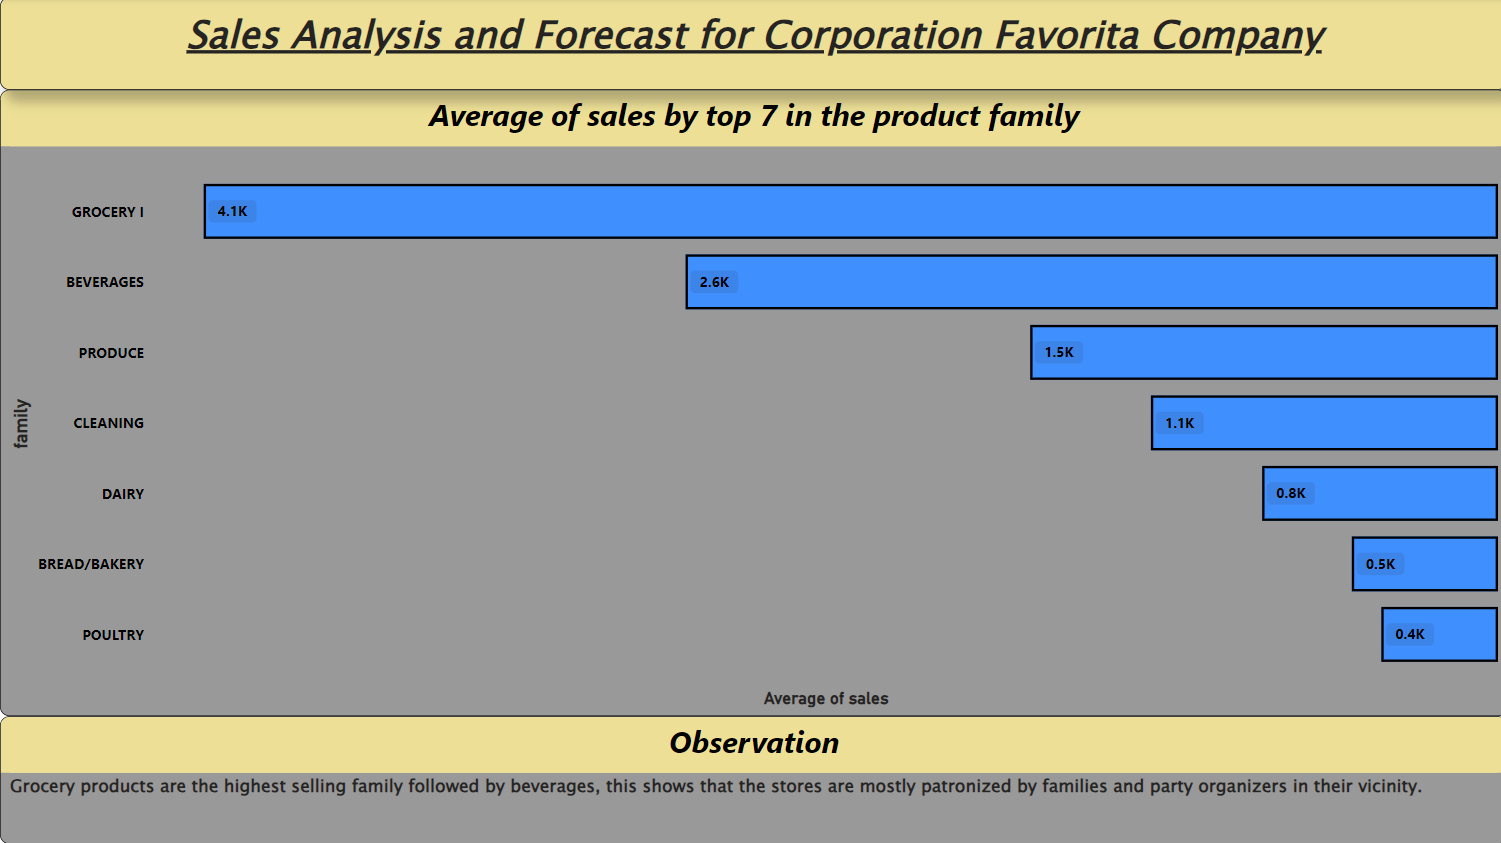 Sales Analysis and Forecast for Corporation Favorita Company
Average of sales by top 7 in the product family
GROCERY I
4.1K
BEVERAGES
2.6K
PRODUCE
1.5K
CLEANING
1.1K
DAIRY
0.8K
BREAD/BAKERY
0.5K
POULTRY
0.4K
family
Average of sales
Observation
Grocery products are the highest selling family followed by beverages, this shows that the stores are mostly patronized by families and party organizers in their vicinity.